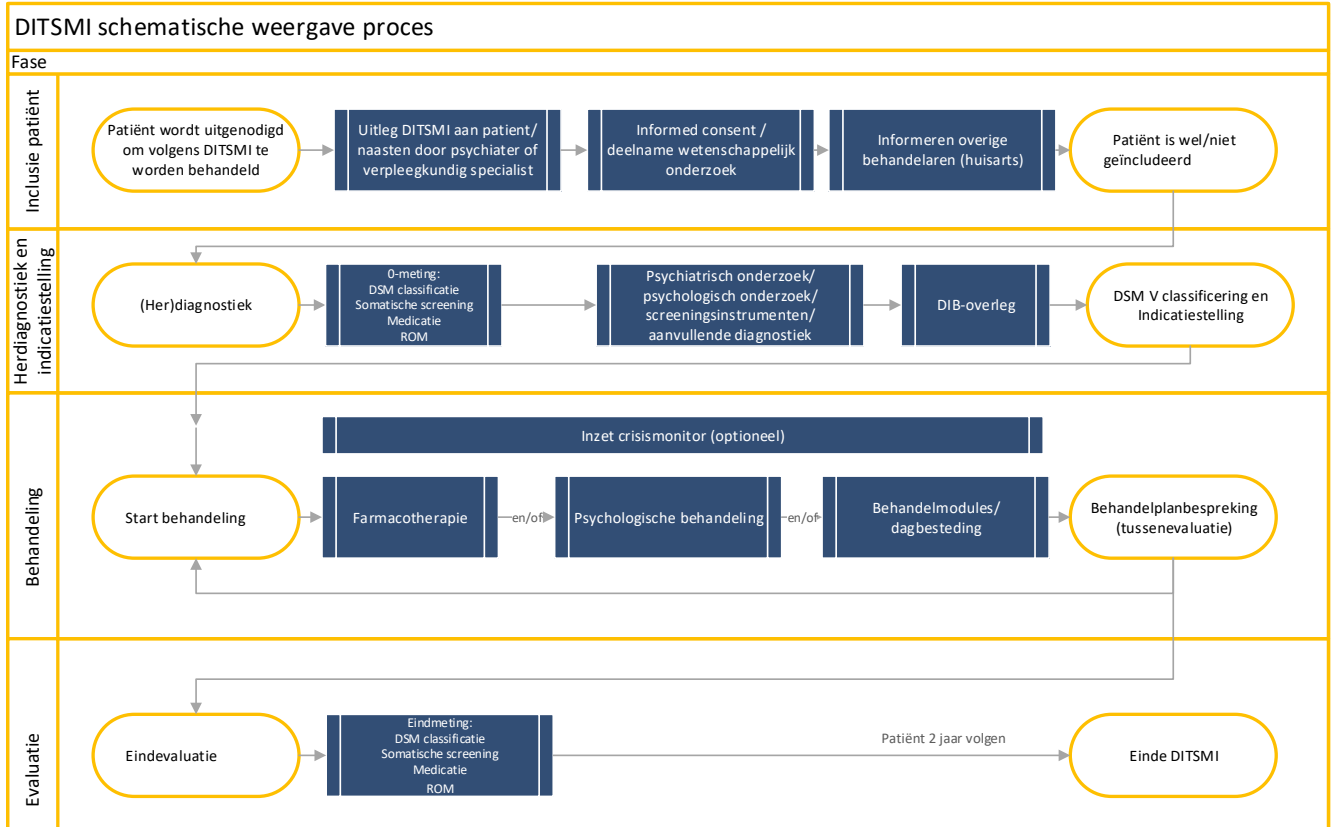 DITSMI schematische weergave proces
Fase
Inclusie patiënt
Patiënt wordt uitgenodigd
om volgens DITSMI te
worden behandeld
Uitleg DITSMI aan patient/
naasten door psychiater of
verpleegkundig specialist
Informed consent /
deelname wetenschappelijk
onderzoek
Informeren overige
behandelaren (huisarts)
Patiënt is wel/niet
geïncludeerd
Herdiagnostiek en
indicatiestelling
(Her)diagnostiek
0-meting:
DSM classificatie
Somatische screening
Medicatie
ROM
Psychiatrisch onderzoek/
psychologisch onderzoek/
screeningsinstrumenten/
aanvullende diagnostiek
DIB-overleg
DSM V classificering en
Indicatiestelling
Behandeling
Inzet crisismonitor (optioneel)
Start behandeling
Farmacotherapie
en/of
Psychologische behandeling
en/of
Behandelmodules/
dagbesteding
Behandelplanbespreking
(tussenevaluatie)
Evaluatie
Eindevaluatie
Eindmeting:
DSM classificatie
Somatische screening
Medicatie
ROM
Patiënt 2 jaar volgen
Einde DITSMI